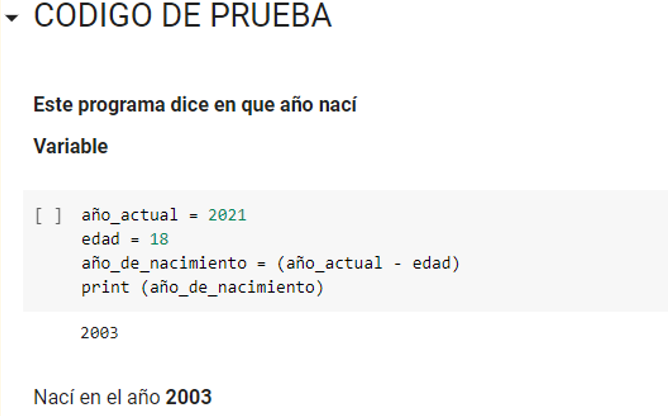 CODIGO DE PRUEBA
Este programa dice en que año nací
Variable
[ ] año_actual = 2021
edad = 18
año_de_nacimiento = (año_actual - edad)
print (año_de_nacimiento)
2003
Nací en el año 2003